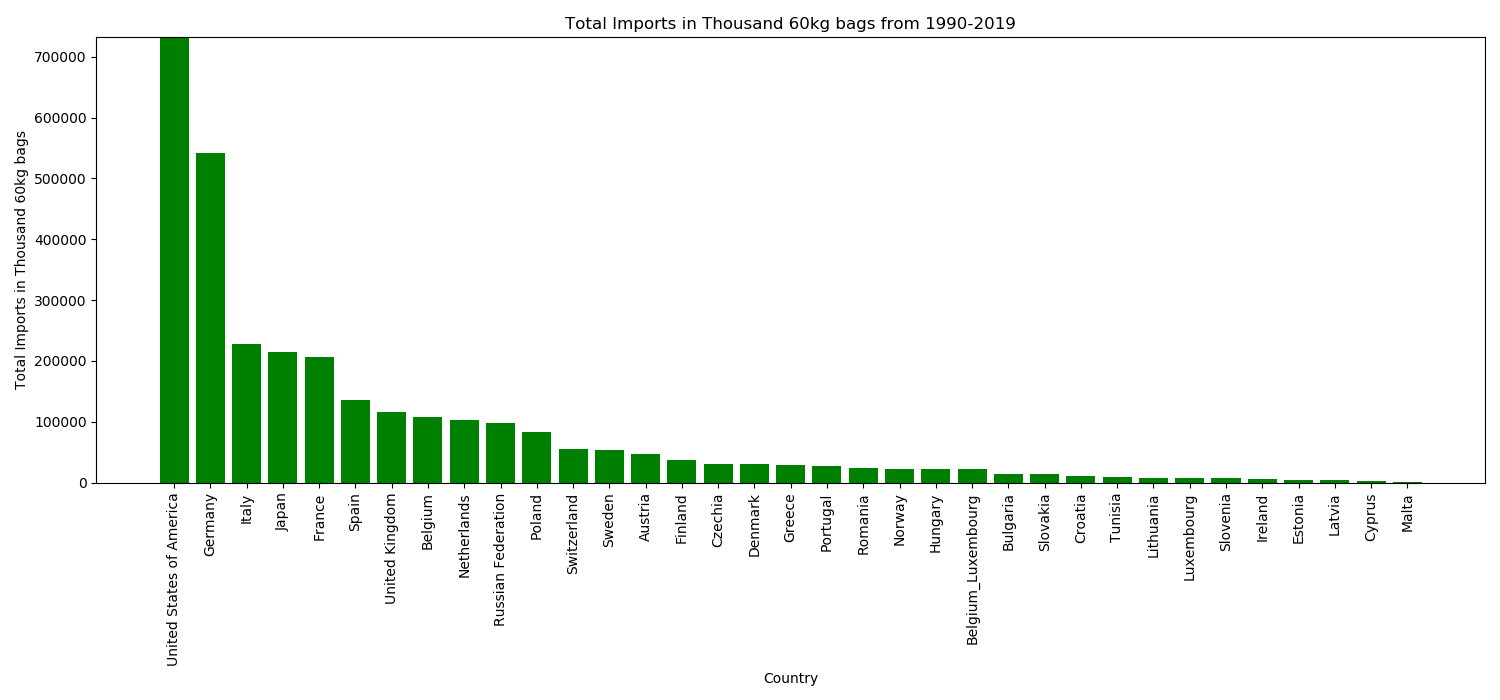 Total Imports in Thousand 60kg bags from 1990-2019
Total Imports in Thousand 60kg bags
700000
600000
500000
400000
300000
200000
100000
0
United States of America
Germany
Italy
Japan
France
Spain
United Kingdom
Belgium
Netherlands
Russian Federation
Poland
Switzerland
Sweden
Austria
Finland
Czechia
Denmark
Greece
Portugal
Romania
Norway
Hungary
Belgium_Luxembourg
Bulgaria
Slovakia
Croatia
Tunisia
Lithuania
Luxembourg
Slovenia
Ireland
Estonia
Latvia
Cyprus
Malta
Country